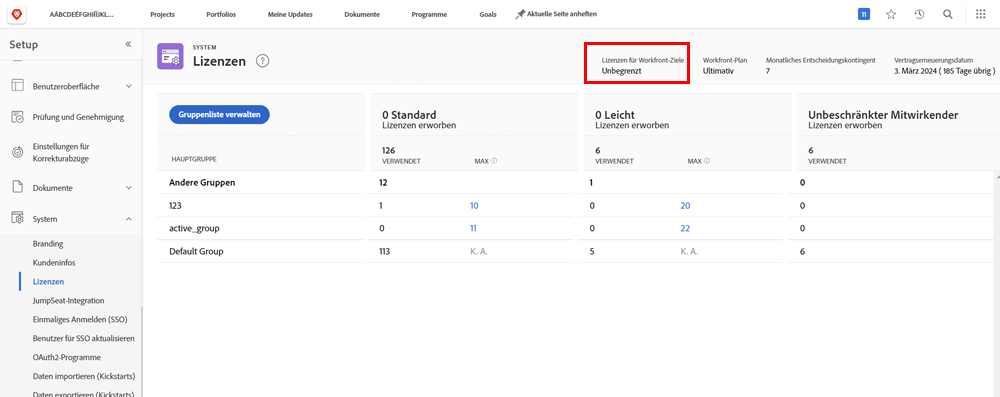 AÁBCDEÉFGHIÍIJKL...
Projects
Portfolios
Meine Updates
Dokumente
Programme
Goals
Aktuelle Seite anheften
11
Setup
Benutzeroberfläche
Prüfung und Genehmigung
Einstellungen für
Korrekturabzüge
Dokumente
System
Branding
Kundeninfos
Lizenzen
JumpSeat-Integration
Einmaliges Anmelden (SSO)
Benutzer für SSO aktualisieren
OAuth2-Programme
Daten importieren (Kickstarts)
Daten exportieren (Kickstarts)
SYSTEM
Lizenzen
Lizenzen für Workfront-Ziele
Unbegrenzt
Workfront-Plan
Ultimativ
Monatliches Entscheidungskontingent
7
Vertragserneuerungsdatum
3. März 2024 ( 185 Tage übrig )
Gruppenliste verwalten
0 Standard
Lizenzen erworben
0 Leicht
Lizenzen erworben
Unbeschränkter Mitwirkender
Lizenzen erworben
HAUPTGRUPPE
126
VERWENDET MAX
6
VERWENDET MAX
6
VERWENDET
Andere Gruppen 12 1 0
123 1 10 0 20 0
active_group 0 11 0 22 0
Default Group 113 K. A. 5 K. A. 6